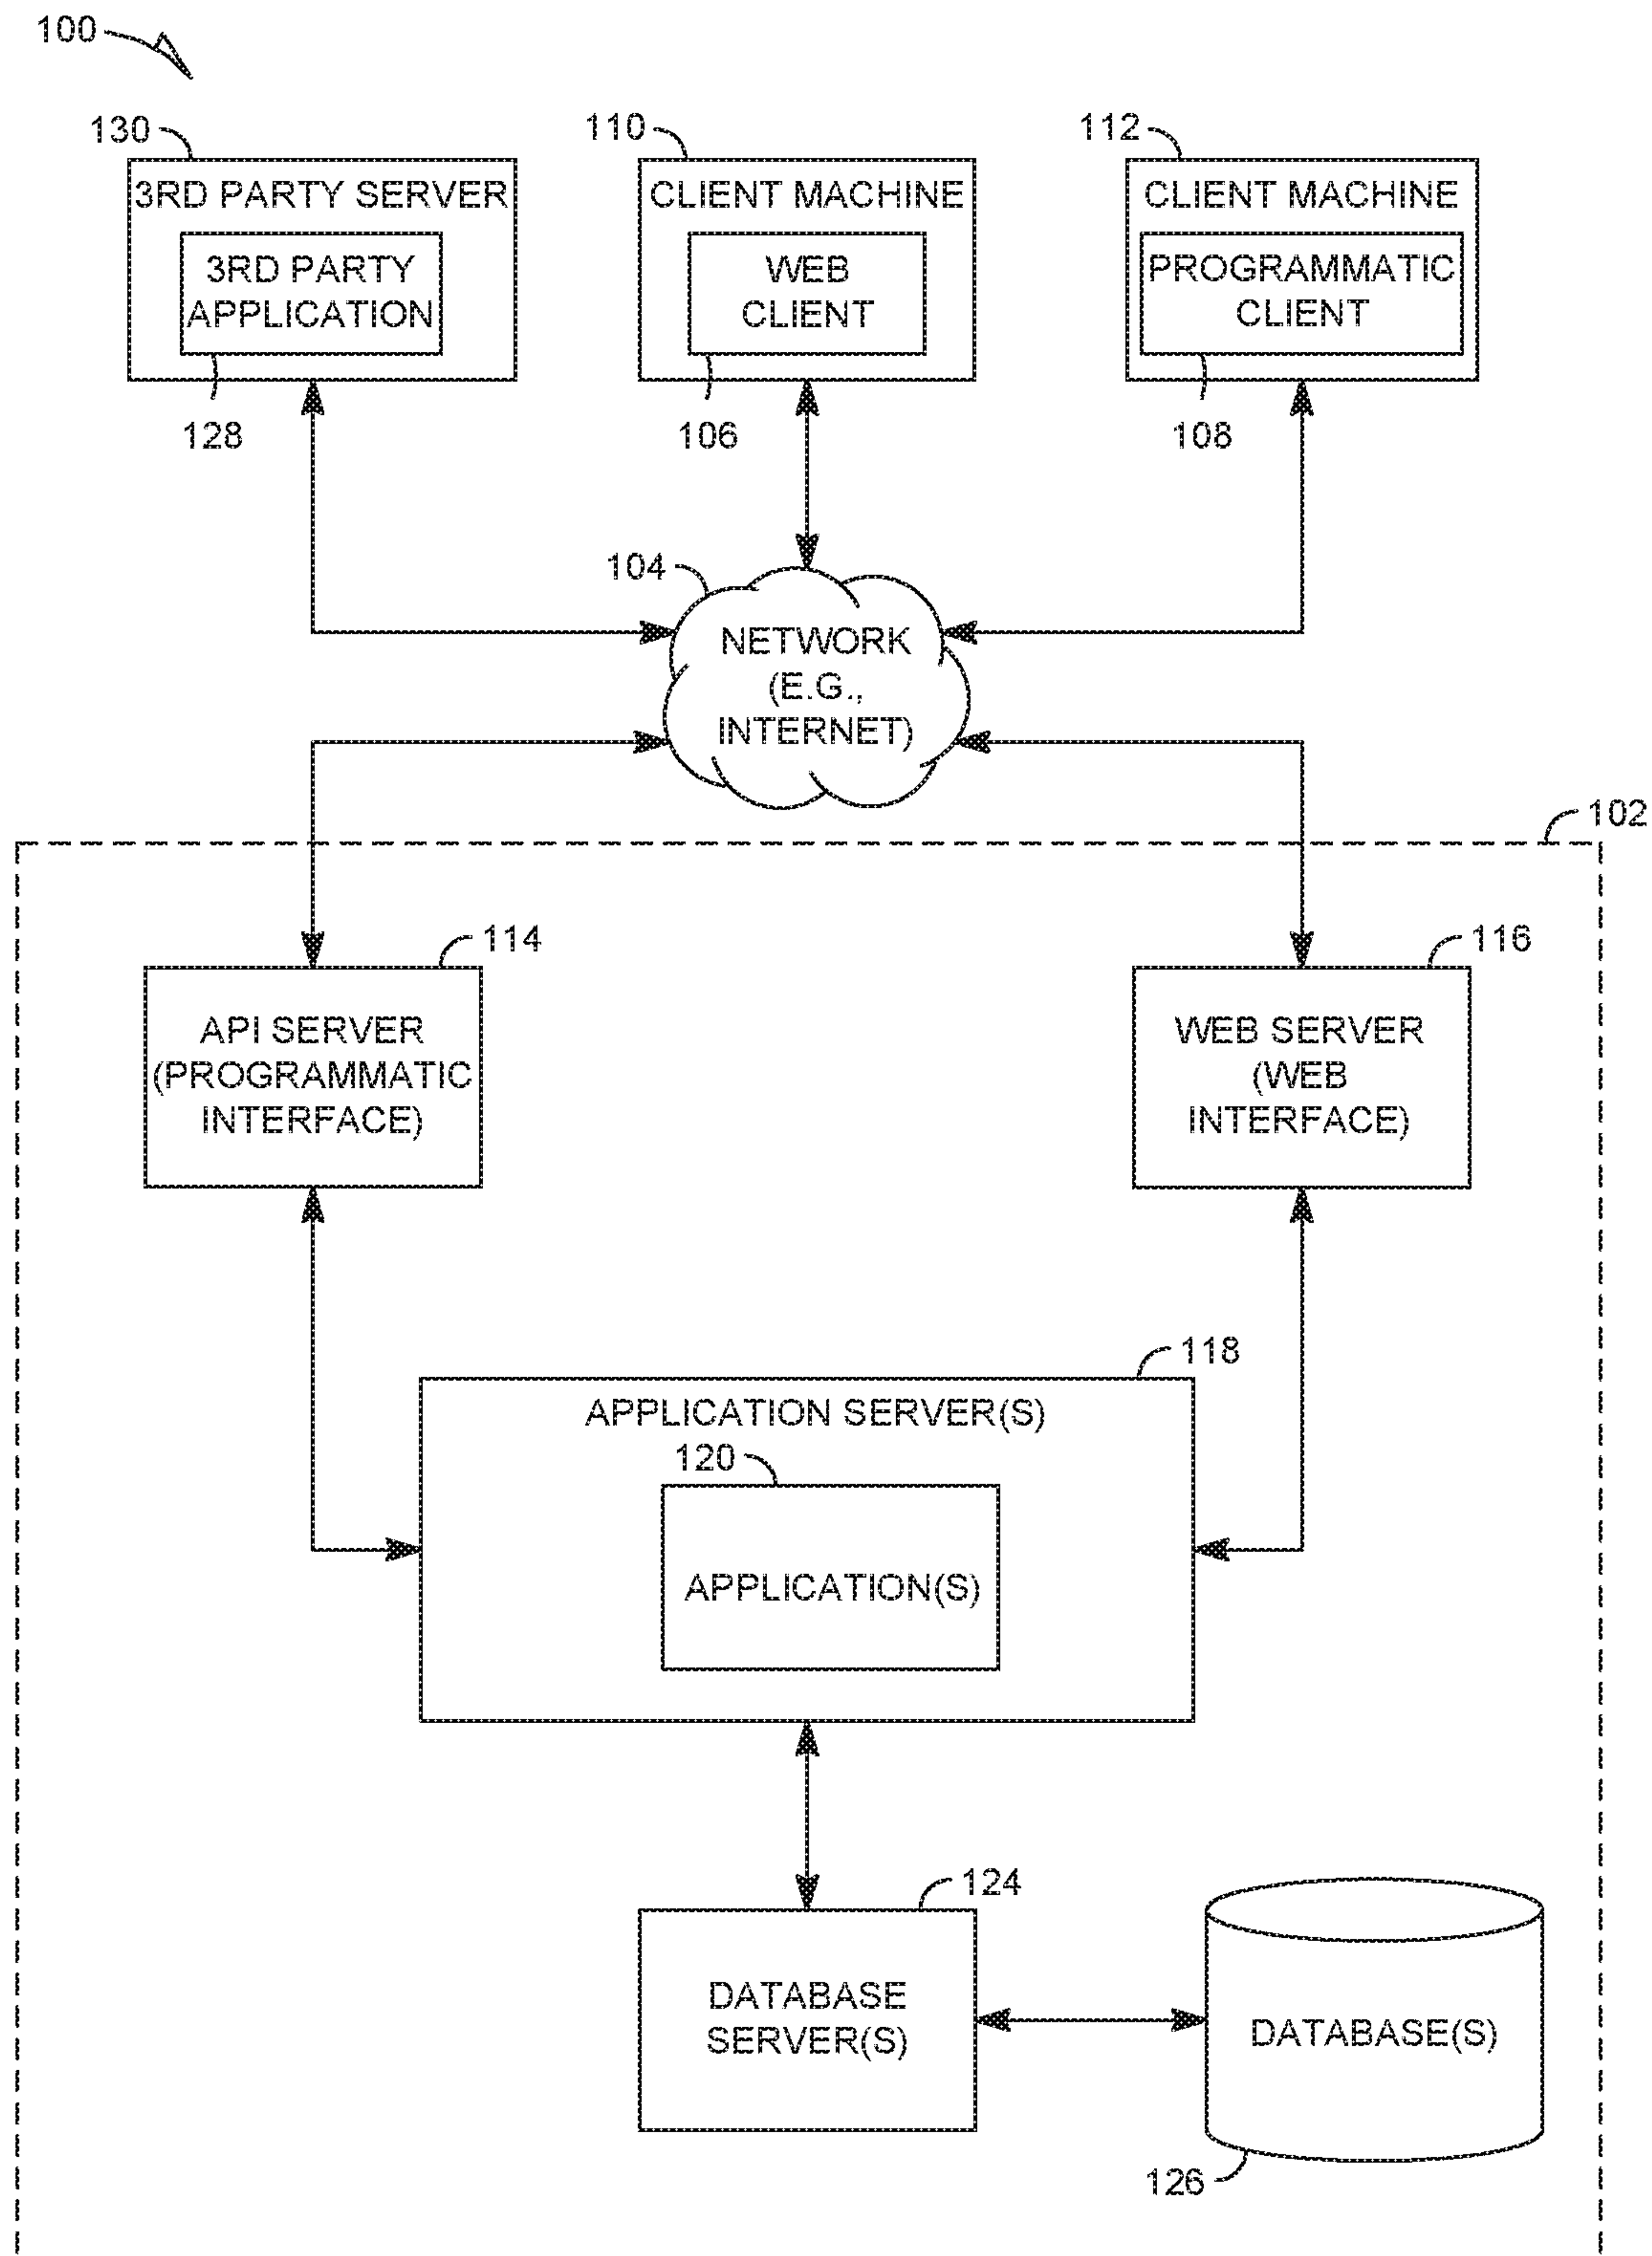 100
130
110
112
3RD PARTY SERVER
CLIENT MACHINE
CLIENT MACHINE
3RD PARTY
APPLICATION
WEB
CLIENT
PROGRAMMATIC
CLIENT
128
106
108
104
NETWORK
(E.G.,
INTERNET)
102
114
116
API SERVER
(PROGRAMMATIC
INTERFACE)
WEB SERVER
(WEB
INTERFACE)
118
APPLICATION SERVER(S)
120
APPLICATION(S)
124
DATABASE
SERVER(S)
DATABASE(S)
126